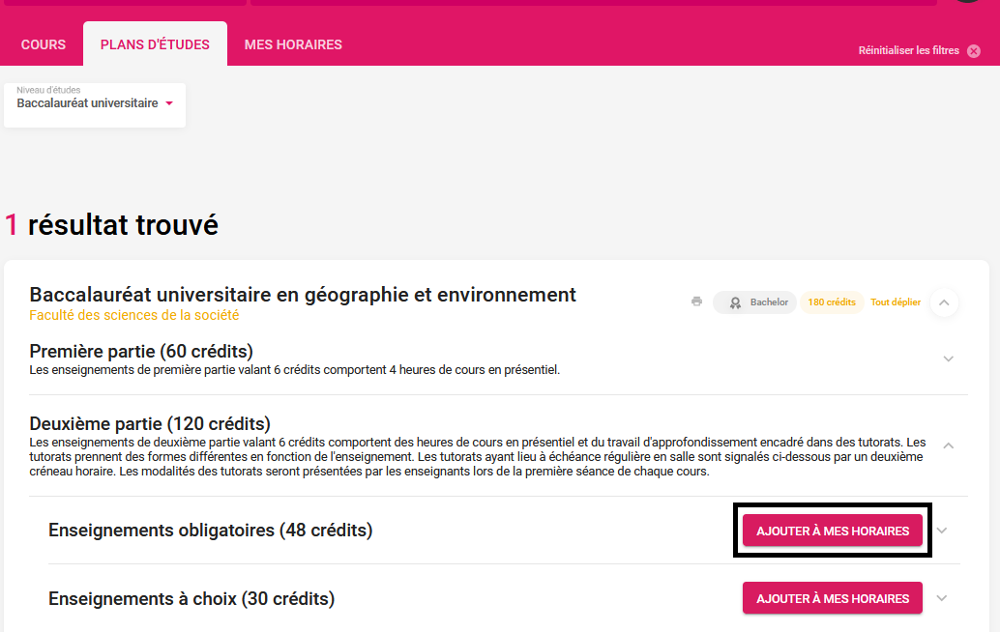 COURS
PLANS D'ÉTUDES
MES HORAIRES
Réinitialiser les filtres
Niveau d'études
Baccalauréat universitaire
1 résultat trouvé
Baccalauréat universitaire en géographie et environnement
Bachelor
180 crédits
Tout déplier
Faculté des sciences de la société
Première partie (60 crédits)
Les enseignements de première partie valant 6 crédits comportent 4 heures de cours en présentiel.
Deuxième partie (120 crédits)
Les enseignements de deuxième partie valant 6 crédits comportent des heures de cours en présentiel et du travail d'approfondissement encadré dans des tutorats. Les
tutorats prennent des formes différentes en fonction de l'enseignement. Les tutorats ayant lieu à échéance régulière en salle sont signalés ci-dessous par un deuxième
créneau horaire. Les modalités des tutorats seront présentées par les enseignants lors de la première séance de chaque cours.
Enseignements obligatoires (48 crédits)
AJOUTER À MES HORAIRES
Enseignements à choix (30 crédits)
AJOUTER À MES HORAIRES